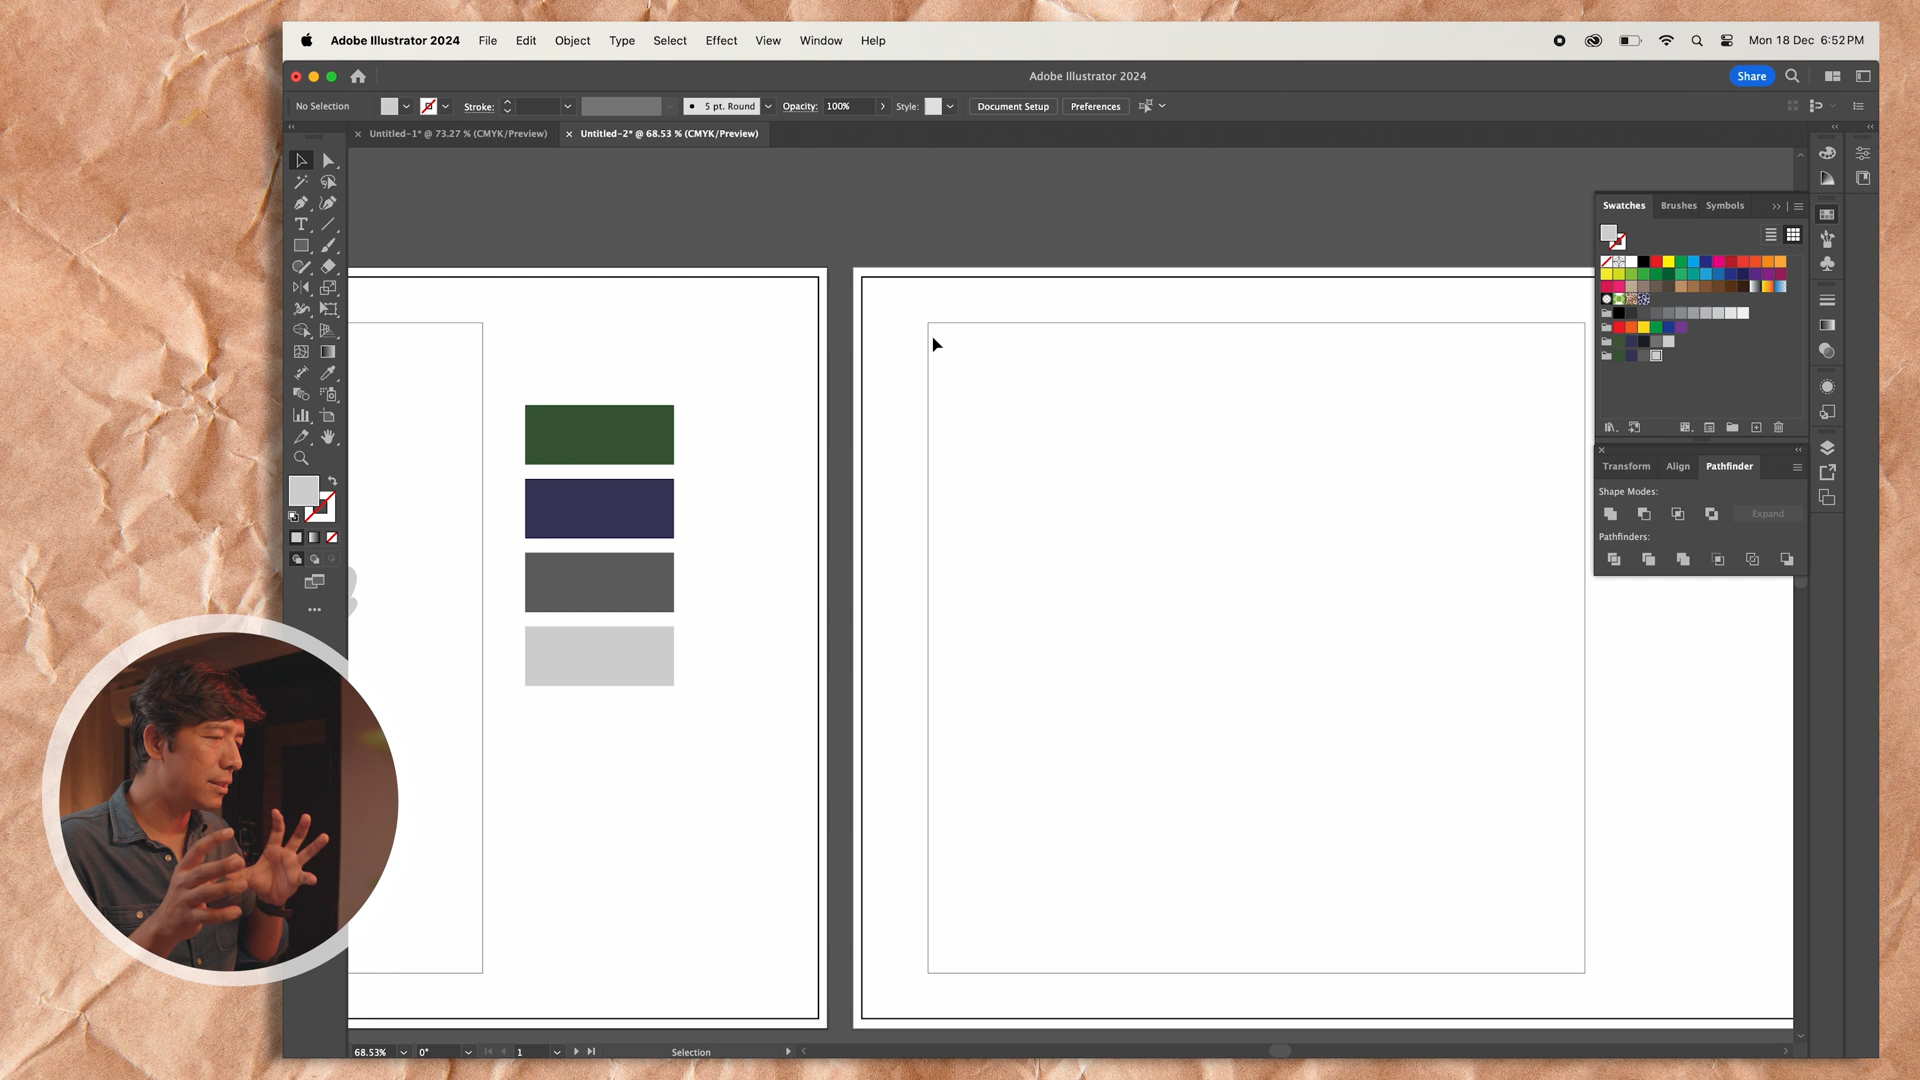 Adobe Illustrator 2024 File Edit Object Type Select Effect View Window Help Mon 18 Dec 6:52 PM
Adobe Illustrator 2024 Share
No Selection Stroke: 5 pt. Round Opacity: 100% Style: Document Setup Preferences
Untitled-1* @ 73.27 % (CMYK/Preview) Untitled-2* @ 68.53 % (CMYK/Preview)
Swatches Brushes Symbols
Transform Align Pathfinder
Shape Modes:
Expand
Pathfinders:
68.53% 0° 1 Selection